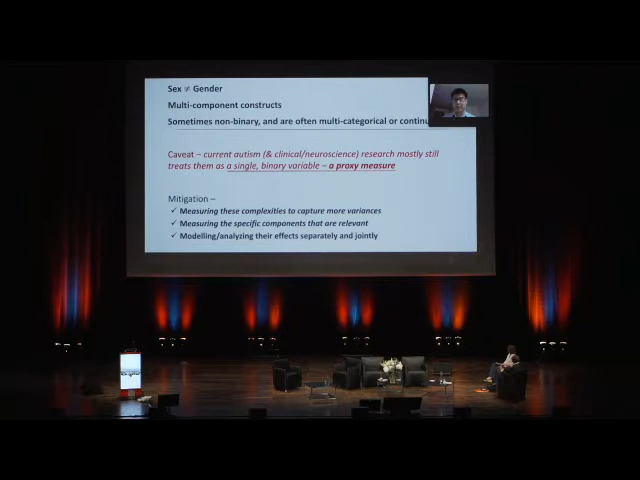 Sex ≠ Gender
Multi-component constructs
Sometimes non-binary, and are often multi-categorical or continu
Caveat – current autism (& clinical/neuroscience) research mostly still
treats them as a single, binary variable – a proxy measure
Mitigation –
✓ Measuring these complexities to capture more variances
✓ Measuring the specific components that are relevant
✓ Modelling/analyzing their effects separately and jointly